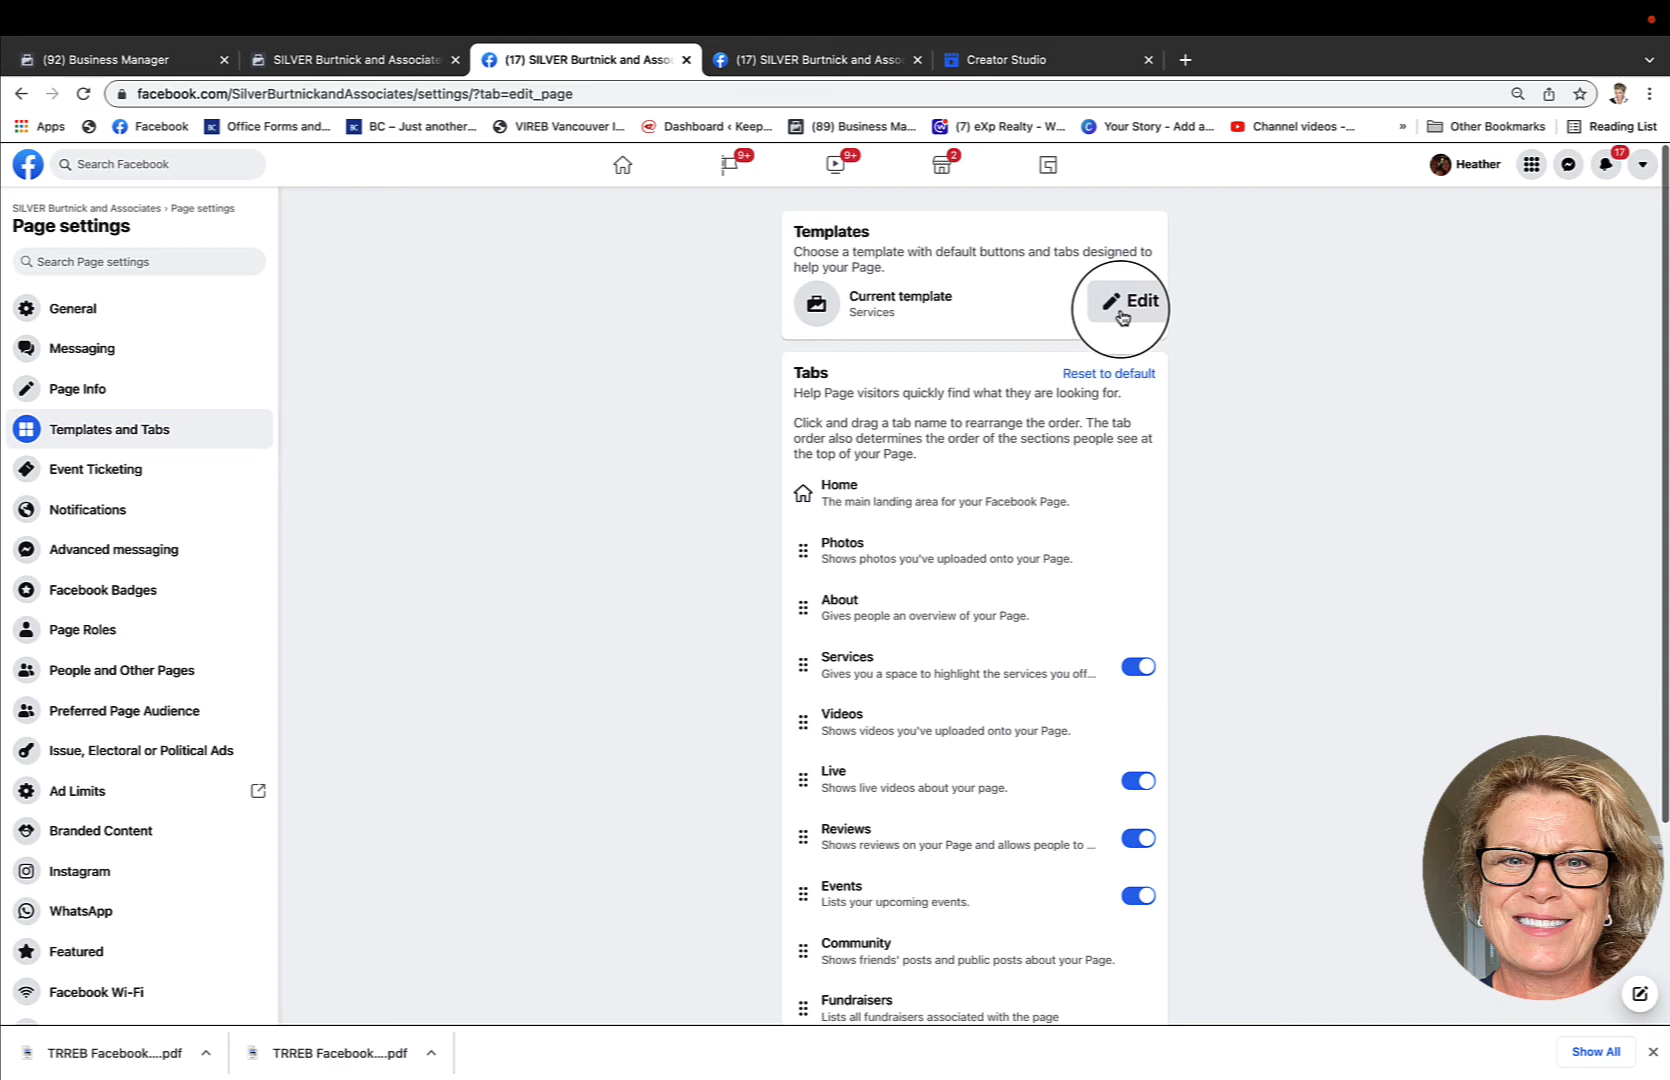 (92) Business Manager
SILVER Burtnick and Associate
(17) SILVER Burtnick and Asso
(17) SILVER Burtnick and Asso
Creator Studio
facebook.com/SilverBurtnickandAssociates/settings/?tab=edit_page
Apps
Facebook
Office Forms and...
BC – Just another...
VIREB Vancouver I...
Dashboard ‹ Keep...
(89) Business Ma...
(7) eXp Realty - W...
Your Story - Add a...
Channel videos -...
»
Other Bookmarks
Reading List
Search Facebook
9+
9+
2
Heather
17
SILVER Burtnick and Associates › Page settings
Page settings
Search Page settings
General
Messaging
Page Info
Templates and Tabs
Event Ticketing
Notifications
Advanced messaging
Facebook Badges
Page Roles
People and Other Pages
Preferred Page Audience
Issue, Electoral or Political Ads
Ad Limits
Branded Content
Instagram
WhatsApp
Featured
Facebook Wi-Fi
Templates
Choose a template with default buttons and tabs designed to
help your Page.
Current template
Services
Edit
Tabs
Reset to default
Help Page visitors quickly find what they are looking for.
Click and drag a tab name to rearrange the order. The tab
order also determines the order of the sections people see at
the top of your Page.
Home
The main landing area for your Facebook Page.
Photos
Shows photos you've uploaded onto your Page.
About
Gives people an overview of your Page.
Services
Gives you a space to highlight the services you off...
Videos
Shows videos you've uploaded onto your Page.
Live
Shows live videos about your page.
Reviews
Shows reviews on your Page and allows people to ...
Events
Lists your upcoming events.
Community
Shows friends' posts and public posts about your Page.
Fundraisers
Lists all fundraisers associated with the page
TRREB Facebook....pdf
TRREB Facebook....pdf
Show All